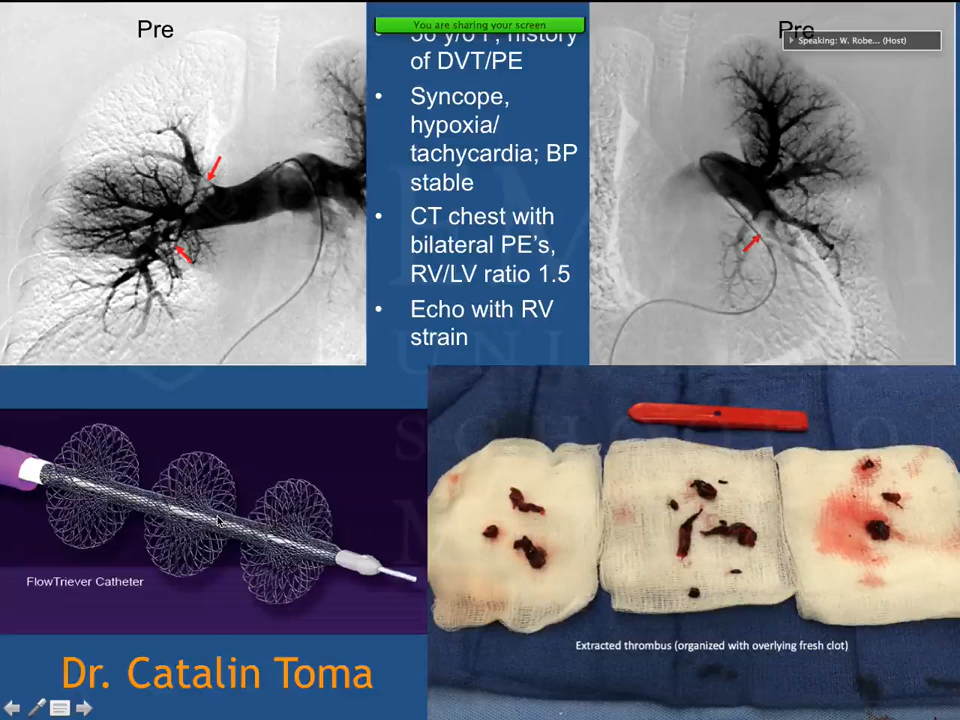 Pre
You are sharing your screen
Pre
Speaking: W. Robe... (Host)
• y/o F, history
of DVT/PE
• Syncope,
hypoxia/
tachycardia; BP
stable
• CT chest with
bilateral PE's,
RV/LV ratio 1.5
• Echo with RV
strain
FlowTriever Catheter
Extracted thrombus (organized with overlying fresh clot)
Dr. Catalin Toma